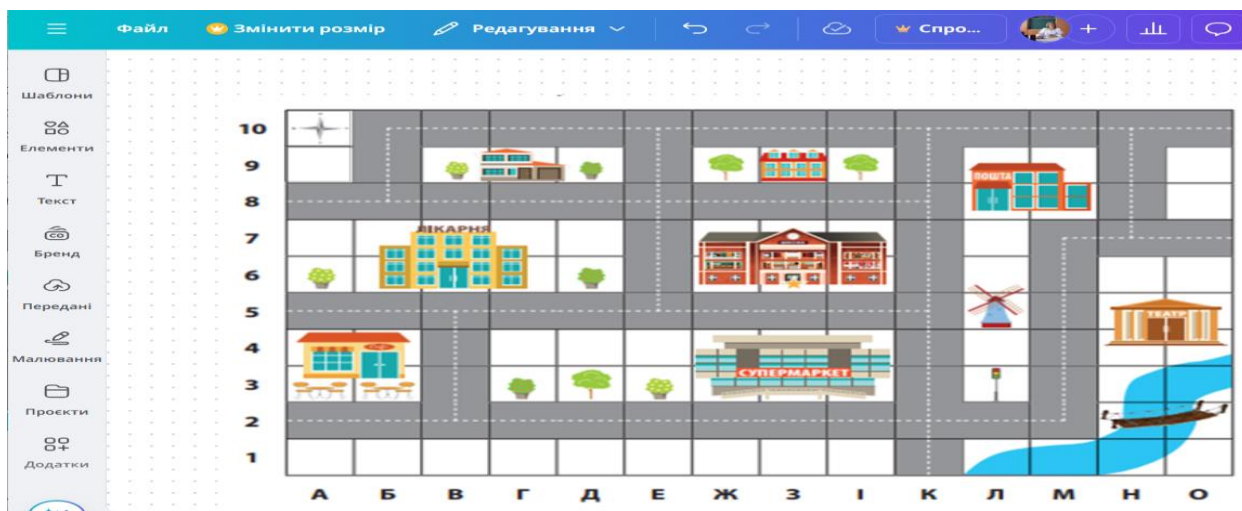 Файл Змінити розмір Редагування Спро...
Шаблони
Елементи
Текст
Бренд
Передані
Малювання
Проєкти
Додатки
10
9
ПОШТА
8
7 ЛІКАРНЯ
6
5 ТЕАТР
4
3 СУПЕРМАРКЕТ
2
1
А Б В Г Д Е Ж З І К Л М Н О